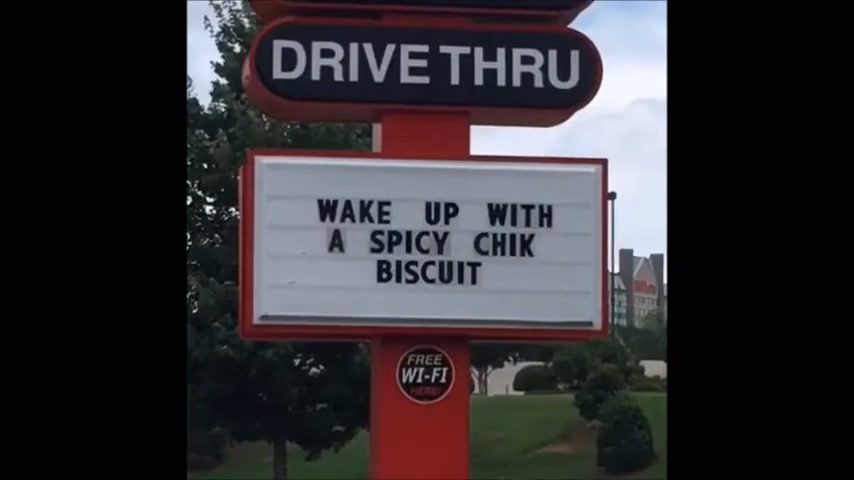 DRIVE THRU
WAKE UP WITH
A SPICY CHIK
BISCUIT
FREE
WI-FI
HERE!